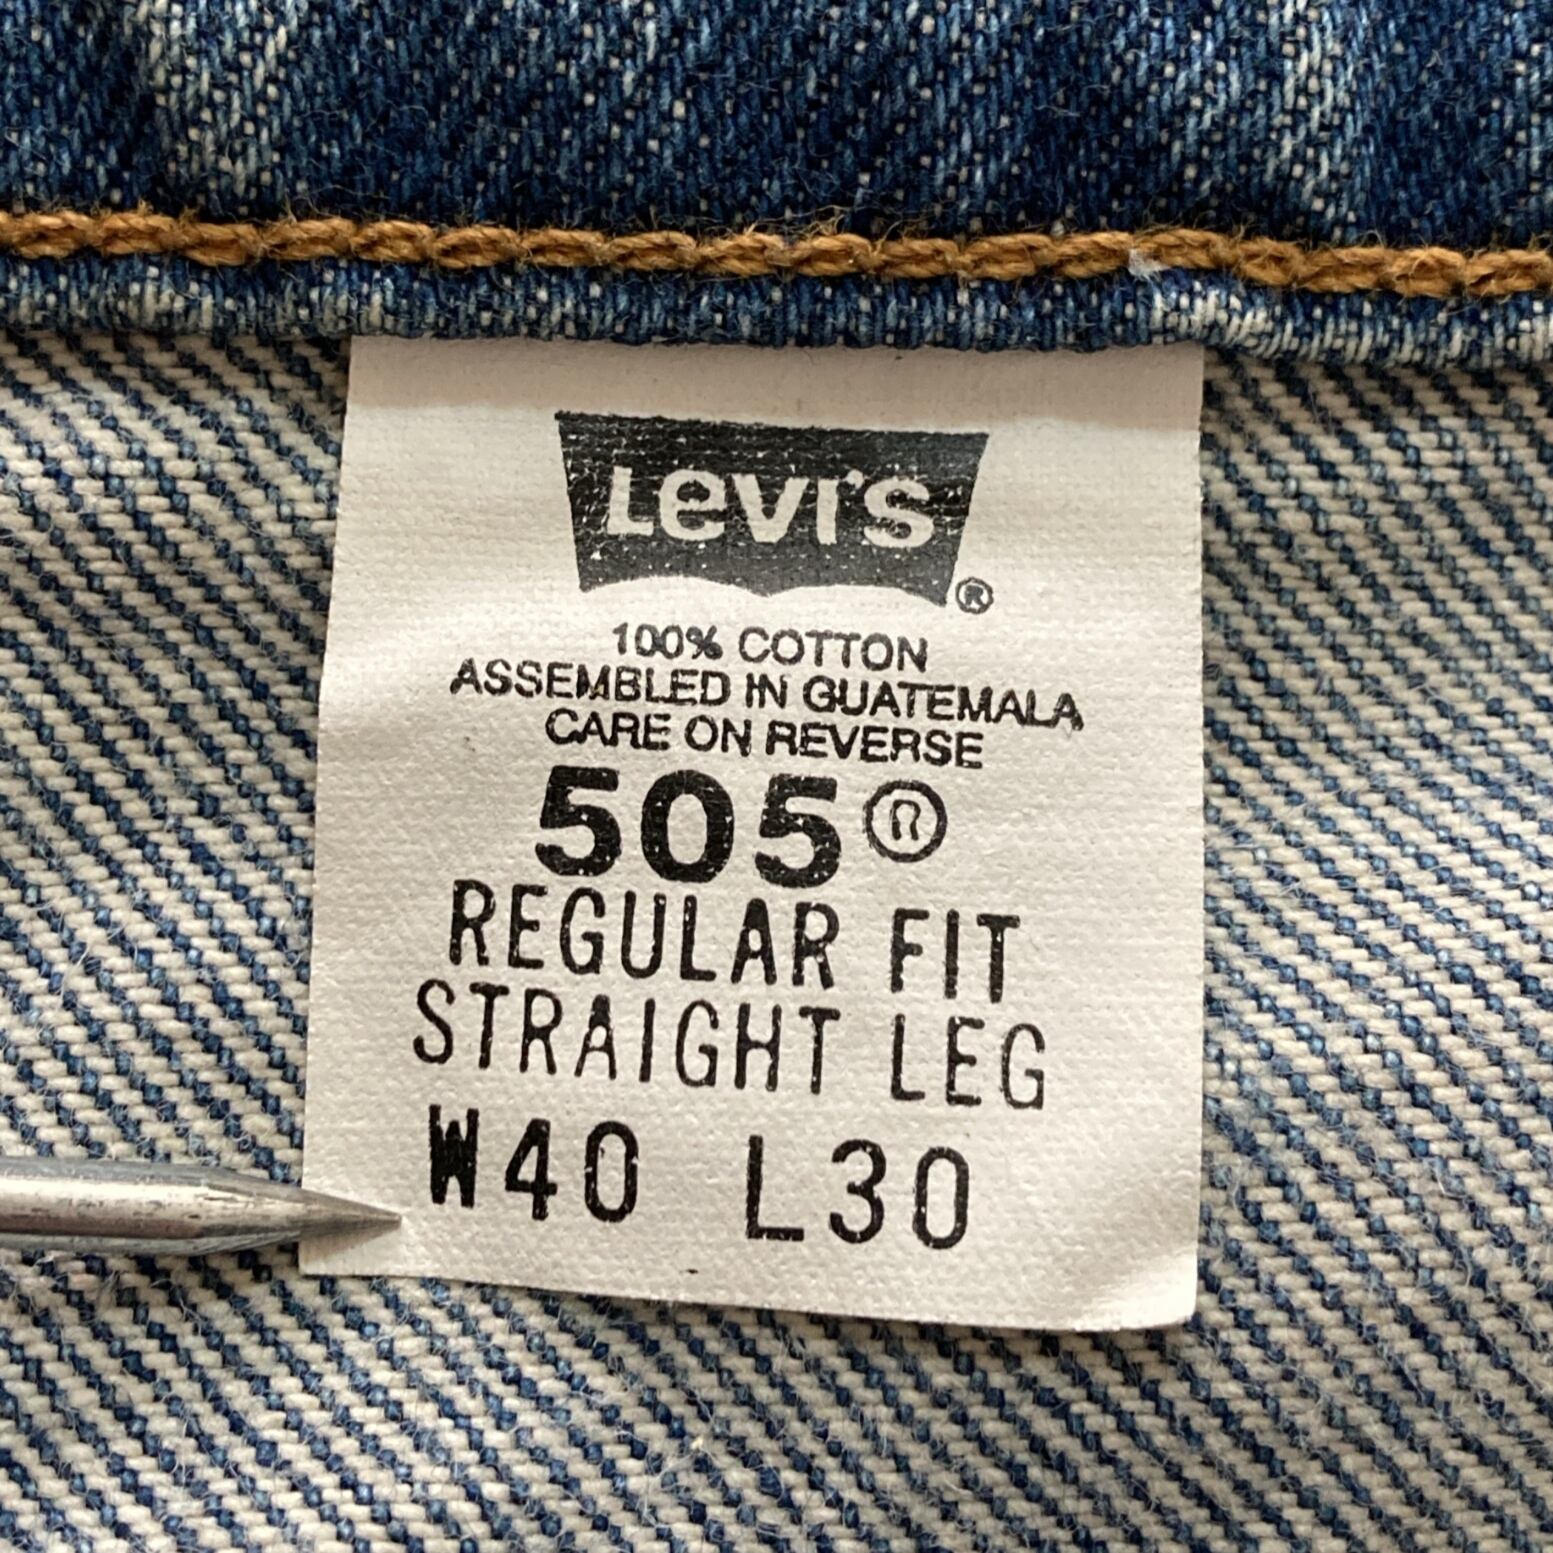 Levi's ®
100% COTTON
ASSEMBLED IN GUATEMALA
CARE ON REVERSE
505®
REGULAR FIT
STRAIGHT LEG
W40 L30